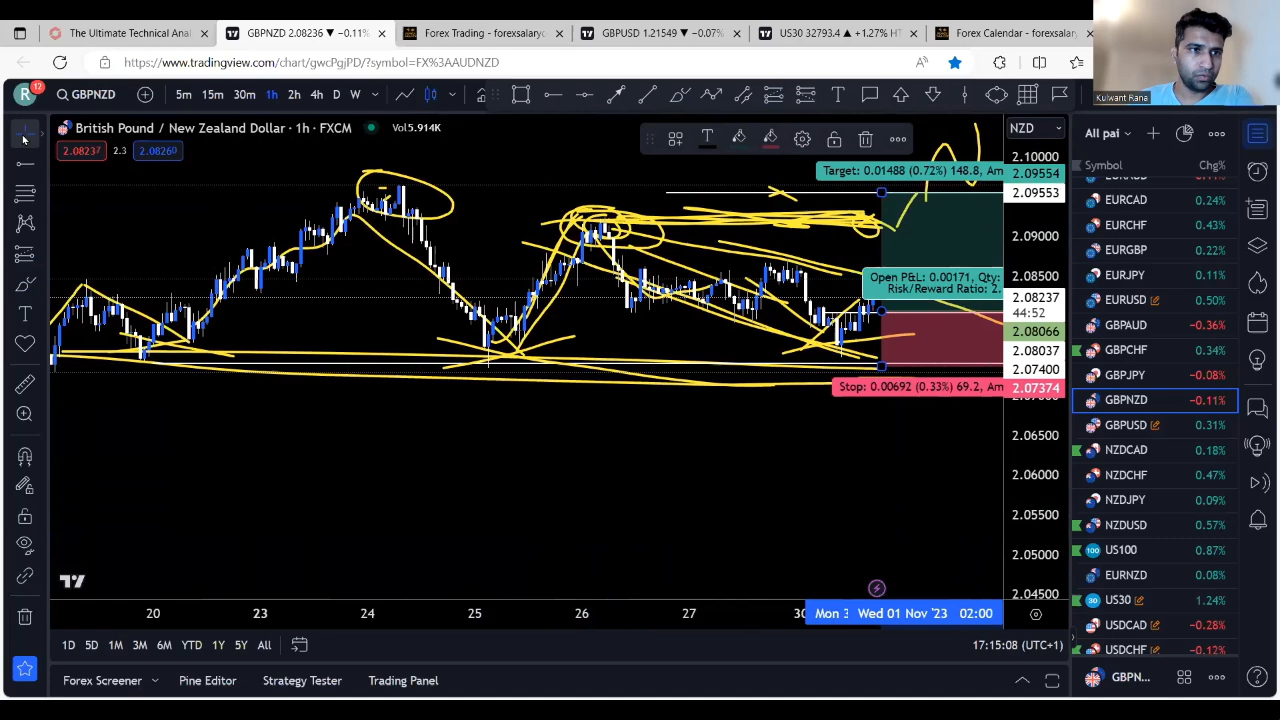 The Ultimate Technical Anal
GBPNZD 2.08236 ▼ −0.11%
Forex Trading - forexsalary
GBPUSD 1.21549 ▼ −0.07%
US30 32793.4 ▲ +1.27%
Forex Calendar - forexsalary
https://www.tradingview.com/chart/gwcPgjPD/?symbol=FX%3AAUDNZD
Kulwant Rana
R 12
GBPNZD 5m 15m 30m 1h 2h 4h D W
British Pound / New Zealand Dollar · 1h · FXCM Vol5.914K
2.08237 2.3 2.08260
NZD
2.10000
Target: 0.01488 (0.72%) 148.8, Am
2.09554
2.09553
2.09000
2.08500
Open P&L: 0.00171, Qty:
Risk/Reward Ratio: 2.
2.08237
44:52
2.08066
2.08037
2.07400
Stop: 0.00692 (0.33%) 69.2, Am
2.07374
2.06500
2.06000
2.05500
2.05000
2.04500
20 23 24 25 26 27 30
Mon 3 Wed 01 Nov '23 02:00
1D 5D 1M 3M 6M YTD 1Y 5Y All
17:15:08 (UTC+1)
Forex Screener Pine Editor Strategy Tester Trading Panel
All pai
Symbol Chg%
EURCAD 0.24%
EURCHF 0.43%
EURGBP 0.22%
EURJPY 0.11%
EURUSD 0.50%
GBPAUD −0.36%
GBPCHF 0.34%
GBPJPY −0.08%
GBPNZD −0.11%
GBPUSD 0.31%
NZDCAD 0.18%
NZDCHF 0.47%
NZDJPY 0.09%
NZDUSD 0.57%
US100 0.87%
EURNZD 0.08%
US30 1.24%
USDCAD −0.28%
USDCHF −0.12%
GBPN...